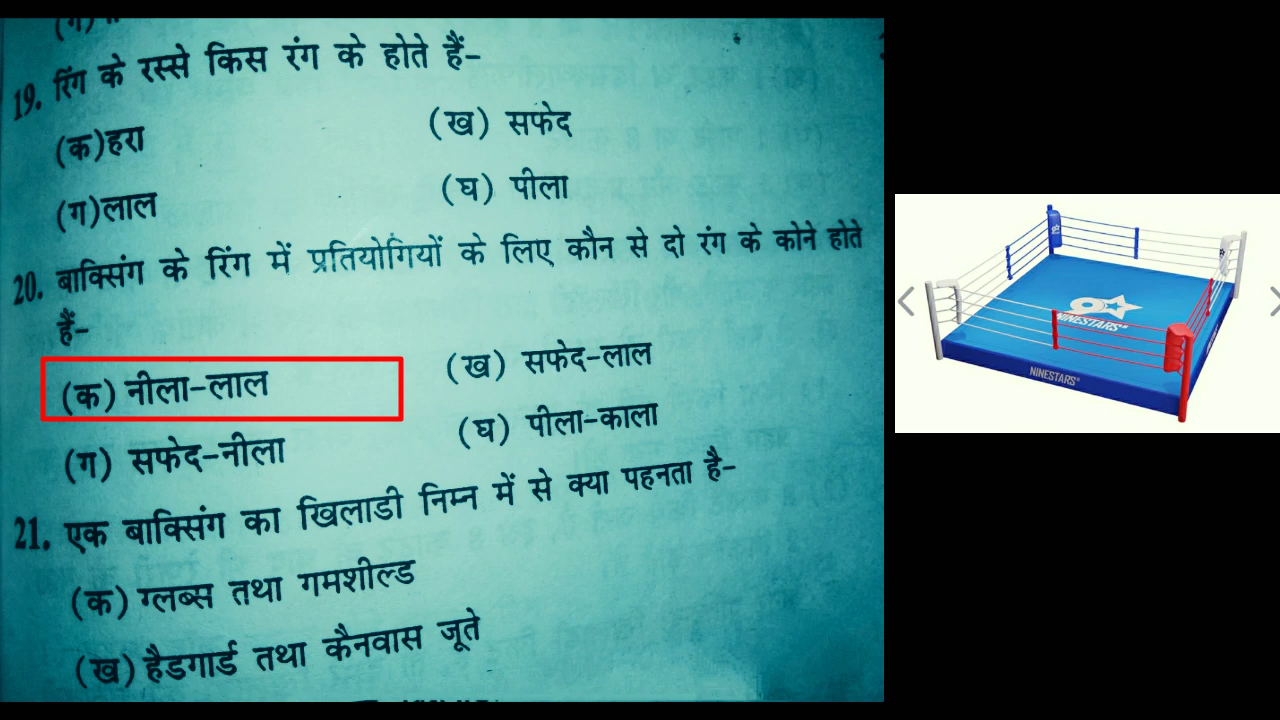 (ग)
19. रिंग के रस्से किस रंग के होते हैं-
(क)हरा (ख) सफेद
(ग)लाल (घ) पीला
20. बाक्सिंग के रिंग में प्रतियोगियों के लिए कौन से दो रंग के कोने होते
हैं-
(क) नीला-लाल (ख) सफेद-लाल
(ग) सफेद-नीला (घ) पीला-काला
21. एक बाक्सिंग का खिलाडी निम्न में से क्या पहनता है-
(क) ग्लब्स तथा गमशील्ड
(ख) हैडगार्ड तथा कैनवास जूते
NINESTARS®
NINESTARS®